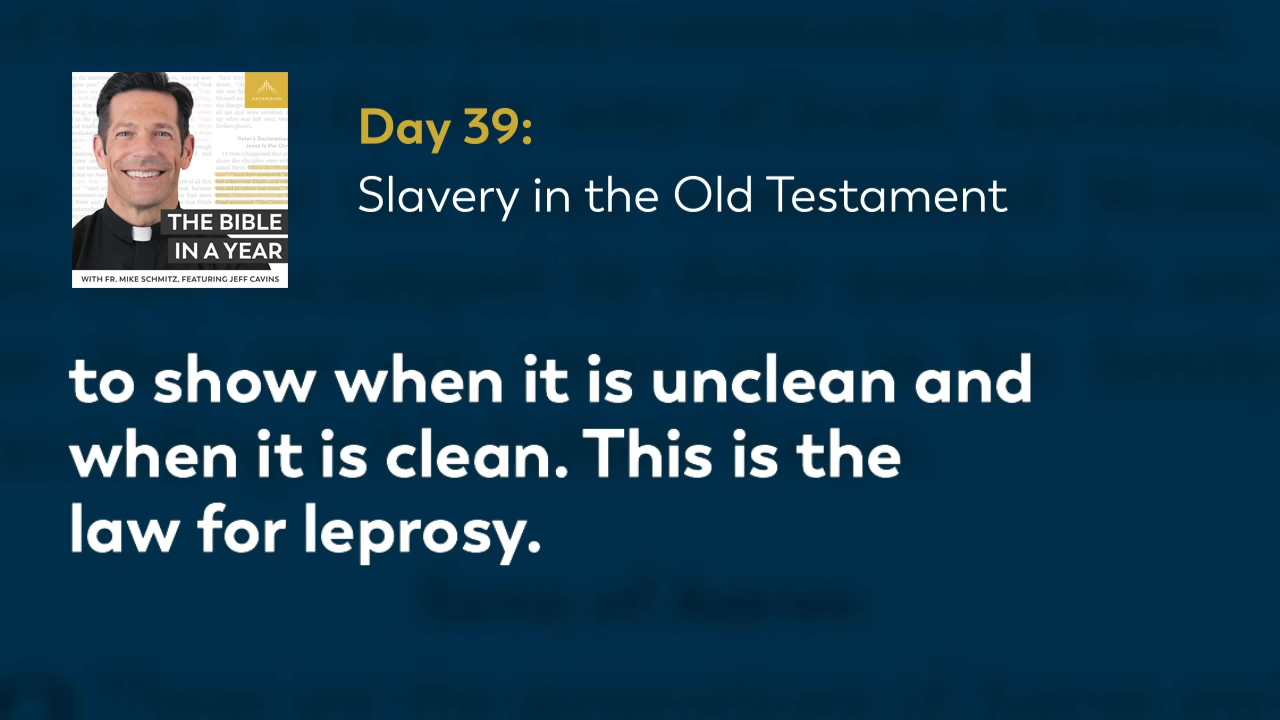 ASCENSION
THE BIBLE
IN A YEAR
WITH FR. MIKE SCHMITZ, FEATURING JEFF CAVINS
Day 39:
Slavery in the Old Testament
to show when it is unclean and
when it is clean. This is the
law for leprosy.